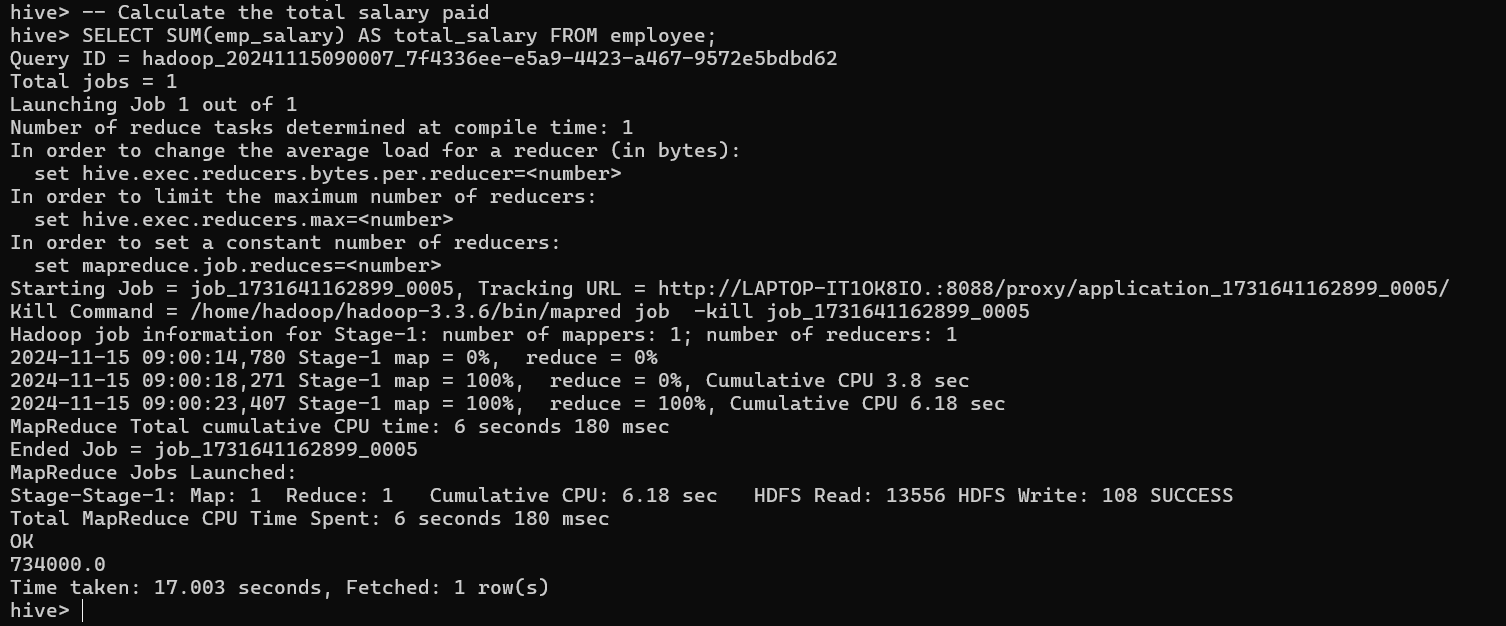 hive> -- Calculate the total salary paid
hive> SELECT SUM(emp_salary) AS total_salary FROM employee;
Query ID = hadoop_20241115090007_7f4336ee-e5a9-4423-a467-9572e5bdbd62
Total jobs = 1
Launching Job 1 out of 1
Number of reduce tasks determined at compile time: 1
In order to change the average load for a reducer (in bytes):
  set hive.exec.reducers.bytes.per.reducer=<number>
In order to limit the maximum number of reducers:
  set hive.exec.reducers.max=<number>
In order to set a constant number of reducers:
  set mapreduce.job.reduces=<number>
Starting Job = job_1731641162899_0005, Tracking URL = http://LAPTOP-IT1OK8IO.:8088/proxy/application_1731641162899_0005/
Kill Command = /home/hadoop/hadoop-3.3.6/bin/mapred job  -kill job_1731641162899_0005
Hadoop job information for Stage-1: number of mappers: 1; number of reducers: 1
2024-11-15 09:00:14,780 Stage-1 map = 0%,  reduce = 0%
2024-11-15 09:00:18,271 Stage-1 map = 100%,  reduce = 0%, Cumulative CPU 3.8 sec
2024-11-15 09:00:23,407 Stage-1 map = 100%,  reduce = 100%, Cumulative CPU 6.18 sec
MapReduce Total cumulative CPU time: 6 seconds 180 msec
Ended Job = job_1731641162899_0005
MapReduce Jobs Launched:
Stage-Stage-1: Map: 1  Reduce: 1   Cumulative CPU: 6.18 sec   HDFS Read: 13556 HDFS Write: 108 SUCCESS
Total MapReduce CPU Time Spent: 6 seconds 180 msec
OK
734000.0
Time taken: 17.003 seconds, Fetched: 1 row(s)
hive>